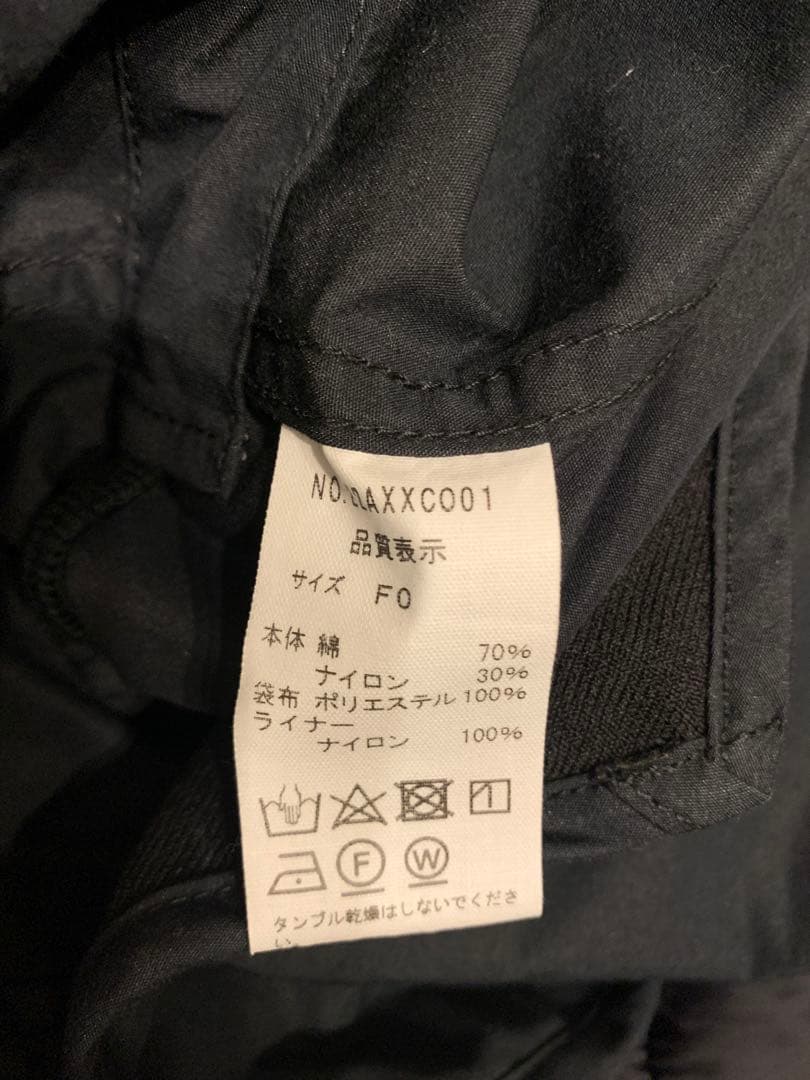 品質表示
サイズ F0
本体 綿 70%
ナイロン 30%
袋布 ポリエステル 100%
ライナー
ナイロン 100%
F W
タンブル乾燥はしないでくださ
い。